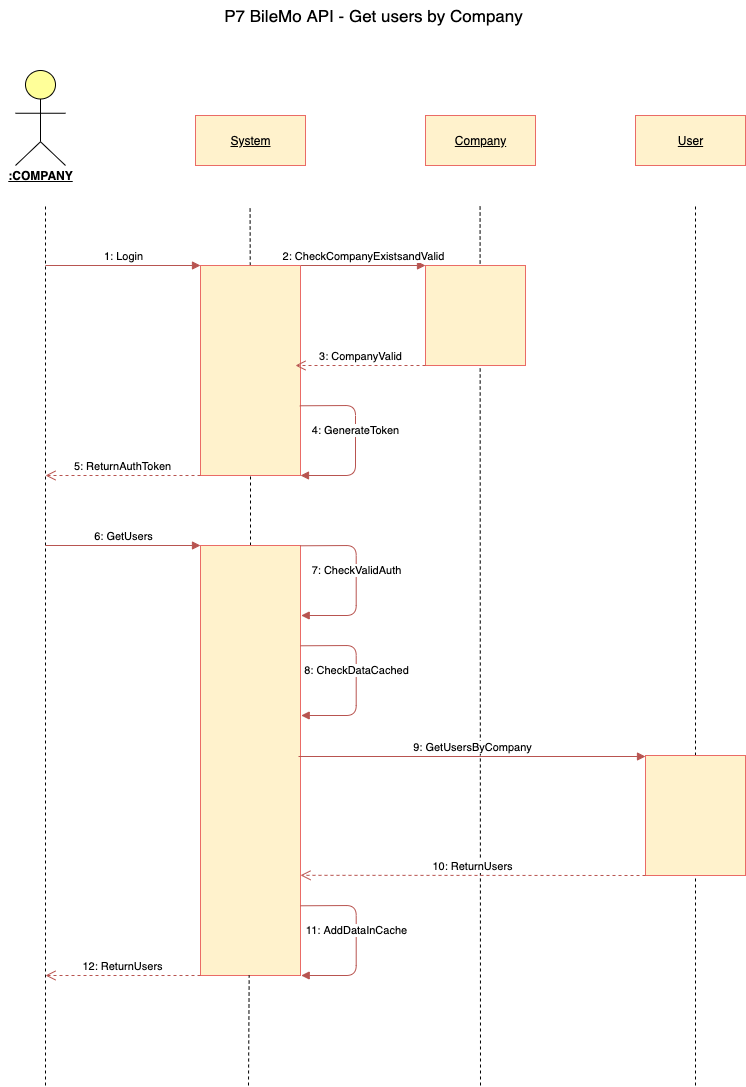 P7 BileMo API - Get users by Company
System
Company
User
:COMPANY
1: Login
2: CheckCompanyExistsandValid
3: CompanyValid
4: GenerateToken
5: ReturnAuthToken
6: GetUsers
7: CheckValidAuth
8: CheckDataCached
9: GetUsersByCompany
10: ReturnUsers
11: AddDataInCache
12: ReturnUsers